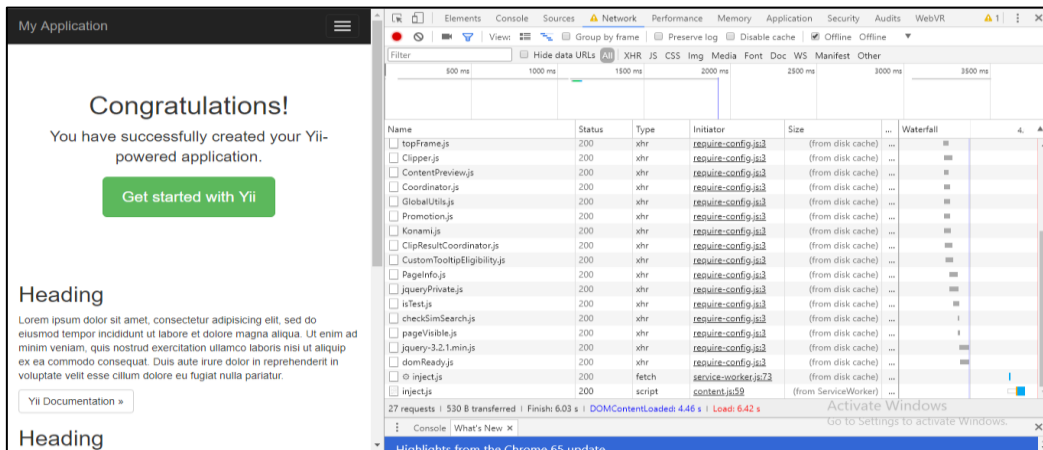 My Application
Congratulations!
You have successfully created your Yii-
powered application.
Get started with Yii
Heading
Lorem ipsum dolor sit amet, consectetur adipisicing elit, sed do
eiusmod tempor incididunt ut labore et dolore magna aliqua. Ut enim ad
minim veniam, quis nostrud exercitation ullamco laboris nisi ut aliquip
ex ea commodo consequat. Duis aute irure dolor in reprehenderit in
voluptate velit esse cillum dolore eu fugiat nulla pariatur.
Yii Documentation »
Heading
Elements Console Sources Network Performance Memory Application Security Audits WebVR 1
View: Group by frame Preserve log Disable cache Offline Offline
Filter Hide data URLs All XHR JS CSS Img Media Font Doc WS Manifest Other
500 ms 1000 ms 1500 ms 2000 ms 2500 ms 3000 ms 3500 ms
Name Status Type Initiator Size ... Waterfall 4.
topFrame.js 200 xhr require-config.js:3 (from disk cache) ...
Clipper.js 200 xhr require-config.js:3 (from disk cache) ...
ContentPreview.js 200 xhr require-config.js:3 (from disk cache) ...
Coordinator.js 200 xhr require-config.js:3 (from disk cache) ...
GlobalUtils.js 200 xhr require-config.js:3 (from disk cache) ...
Promotion.js 200 xhr require-config.js:3 (from disk cache) ...
Konami.js 200 xhr require-config.js:3 (from disk cache) ...
ClipResultCoordinator.js 200 xhr require-config.js:3 (from disk cache) ...
CustomTooltipEligibility.js 200 xhr require-config.js:3 (from disk cache) ...
PageInfo.js 200 xhr require-config.js:3 (from disk cache) ...
jqueryPrivate.js 200 xhr require-config.js:3 (from disk cache) ...
isTest.js 200 xhr require-config.js:3 (from disk cache) ...
checkSimSearch.js 200 xhr require-config.js:3 (from disk cache) ...
pageVisible.js 200 xhr require-config.js:3 (from disk cache) ...
jquery-3.2.1.min.js 200 xhr require-config.js:3 (from disk cache) ...
domReady.js 200 xhr require-config.js:3 (from disk cache) ...
inject.js 200 fetch service-worker.js:73 (from disk cache) ...
inject.js 200 script content.js:59 (from ServiceWorker) ...
27 requests | 530 B transferred | Finish: 6.03 s | DOMContentLoaded: 4.46 s | Load: 6.42 s
Activate Windows
Go to Settings to activate Windows.
Console What's New ×
Highlights from the Chrome 65 update